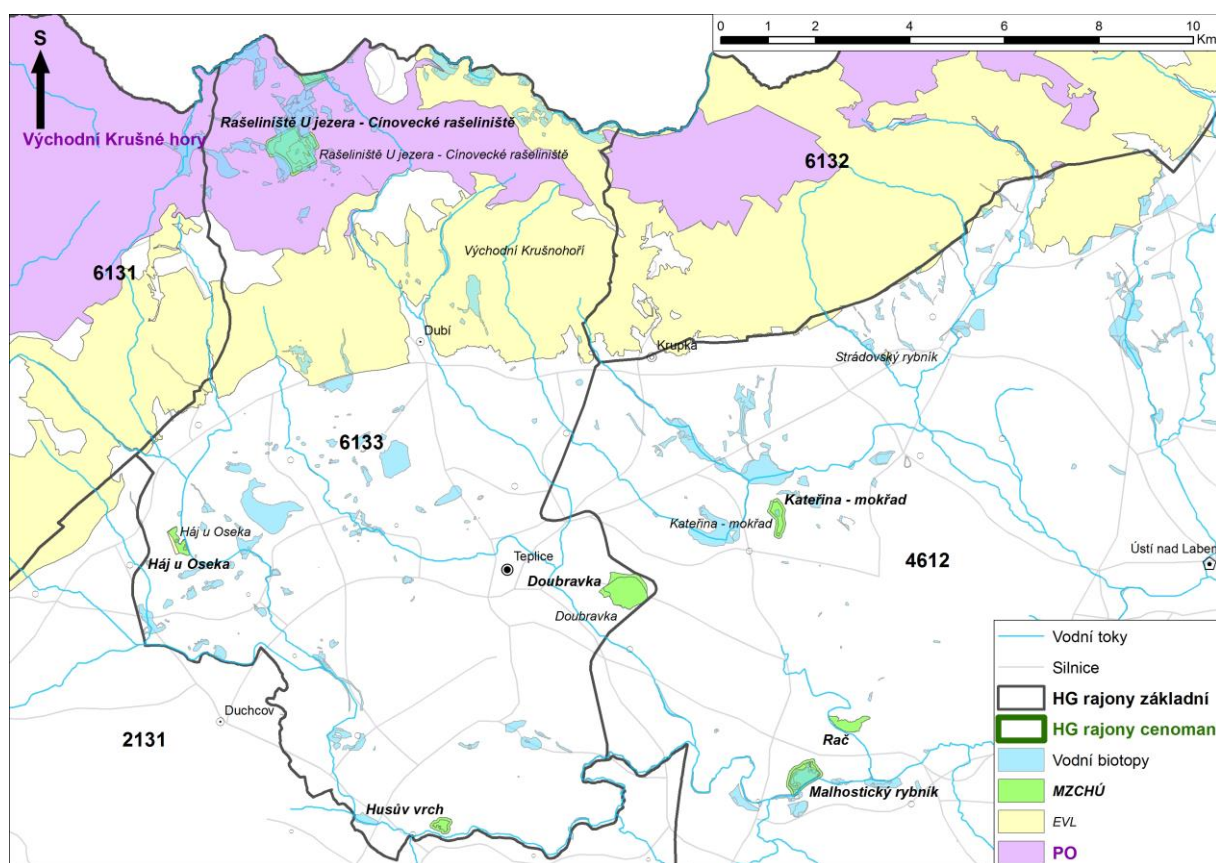 S
0 1 2 4 6 8 10
Km
Východní Krušné hory
Rašeliniště U jezera - Cínovecké rašeliniště
Rašeliniště U jezera - Cínovecké rašeliniště
6132
Východní Krušnohoří
6131
Dubí
Krupka
Strádovský rybník
6133
Kateřina - mokřad
Kateřina - mokřad
Háj u Oseka
Háj u Oseka
Teplice
Doubravka
Doubravka
4612
Ústí nad Labem
Duchcov
2131
Rač
Malhostický rybník
Husův vrch
Vodní toky
Silnice
HG rajony základní
HG rajony cenoman
Vodní biotopy
MZCHÚ
EVL
PO